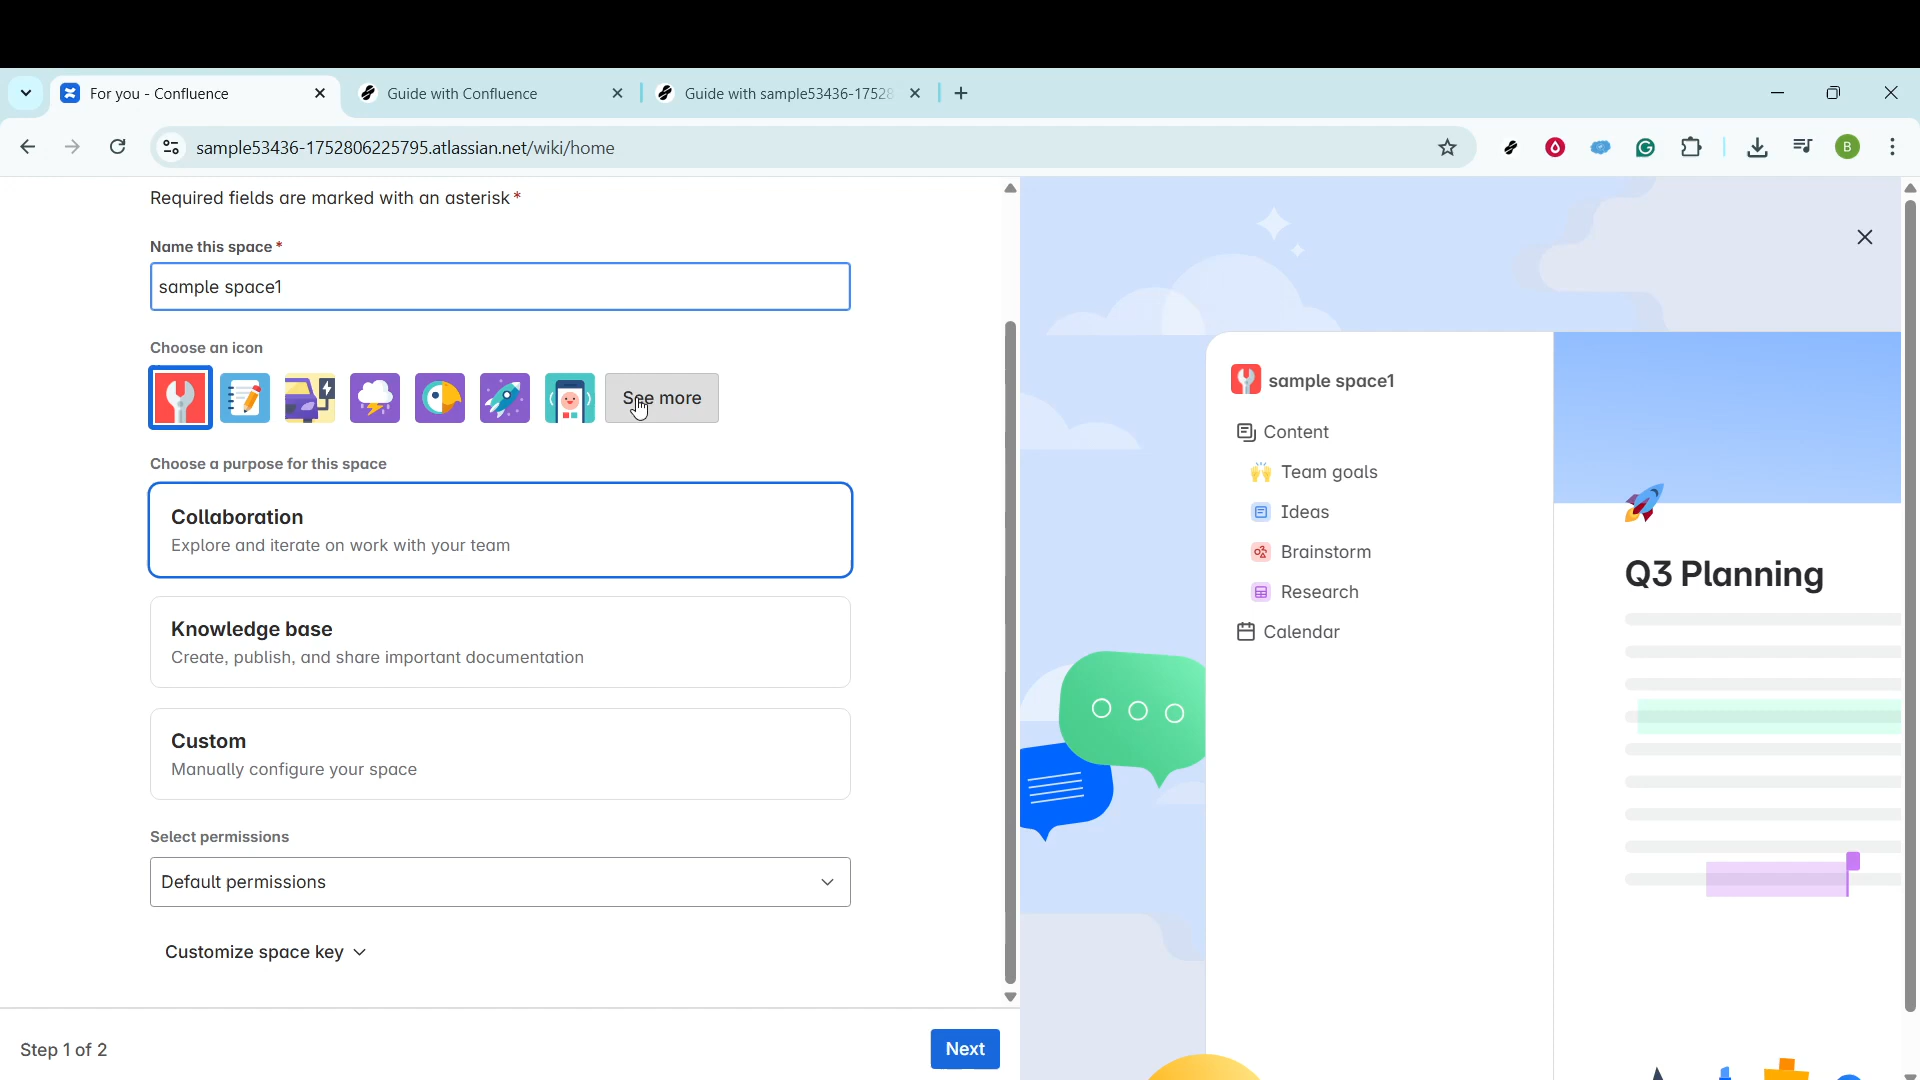 For you - Confluence
Guide with Confluence
Guide with sample53436-17528
sample53436-1752806225795.atlassian.net/wiki/home
B
Required fields are marked with an asterisk *
Name this space *
sample space1
Choose an icon
See more
Choose a purpose for this space
Collaboration
Explore and iterate on work with your team
Knowledge base
Create, publish, and share important documentation
Custom
Manually configure your space
Select permissions
Default permissions
Customize space key
Step 1 of 2
Next
sample space1
Content
Team goals
Ideas
Brainstorm
Research
Calendar
Q3 Planning